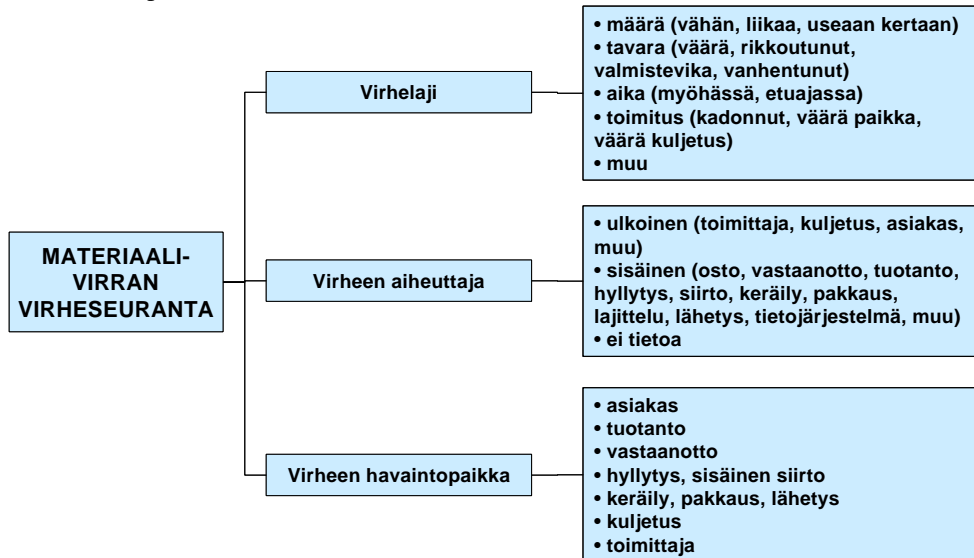 • määrä (vähän, liikaa, useaan kertaan)
• tavara (väärä, rikkoutunut,
valmistevika, vanhentunut)
• aika (myöhässä, etuajassa)
• toimitus (kadonnut, väärä paikka,
väärä kuljetus)
• muu
Virhelaji
MATERIAALI-
VIRRAN
VIRHESEURANTA
Virheen aiheuttaja
• ulkoinen (toimittaja, kuljetus, asiakas,
muu)
• sisäinen (osto, vastaanotto, tuotanto,
hyllytys, siirto, keräily, pakkaus,
lajittelu, lähetys, tietojärjestelmä, muu)
• ei tietoa
Virheen havaintopaikka
• asiakas
• tuotanto
• vastaanotto
• hyllytys, sisäinen siirto
• keräily, pakkaus, lähetys
• kuljetus
• toimittaja